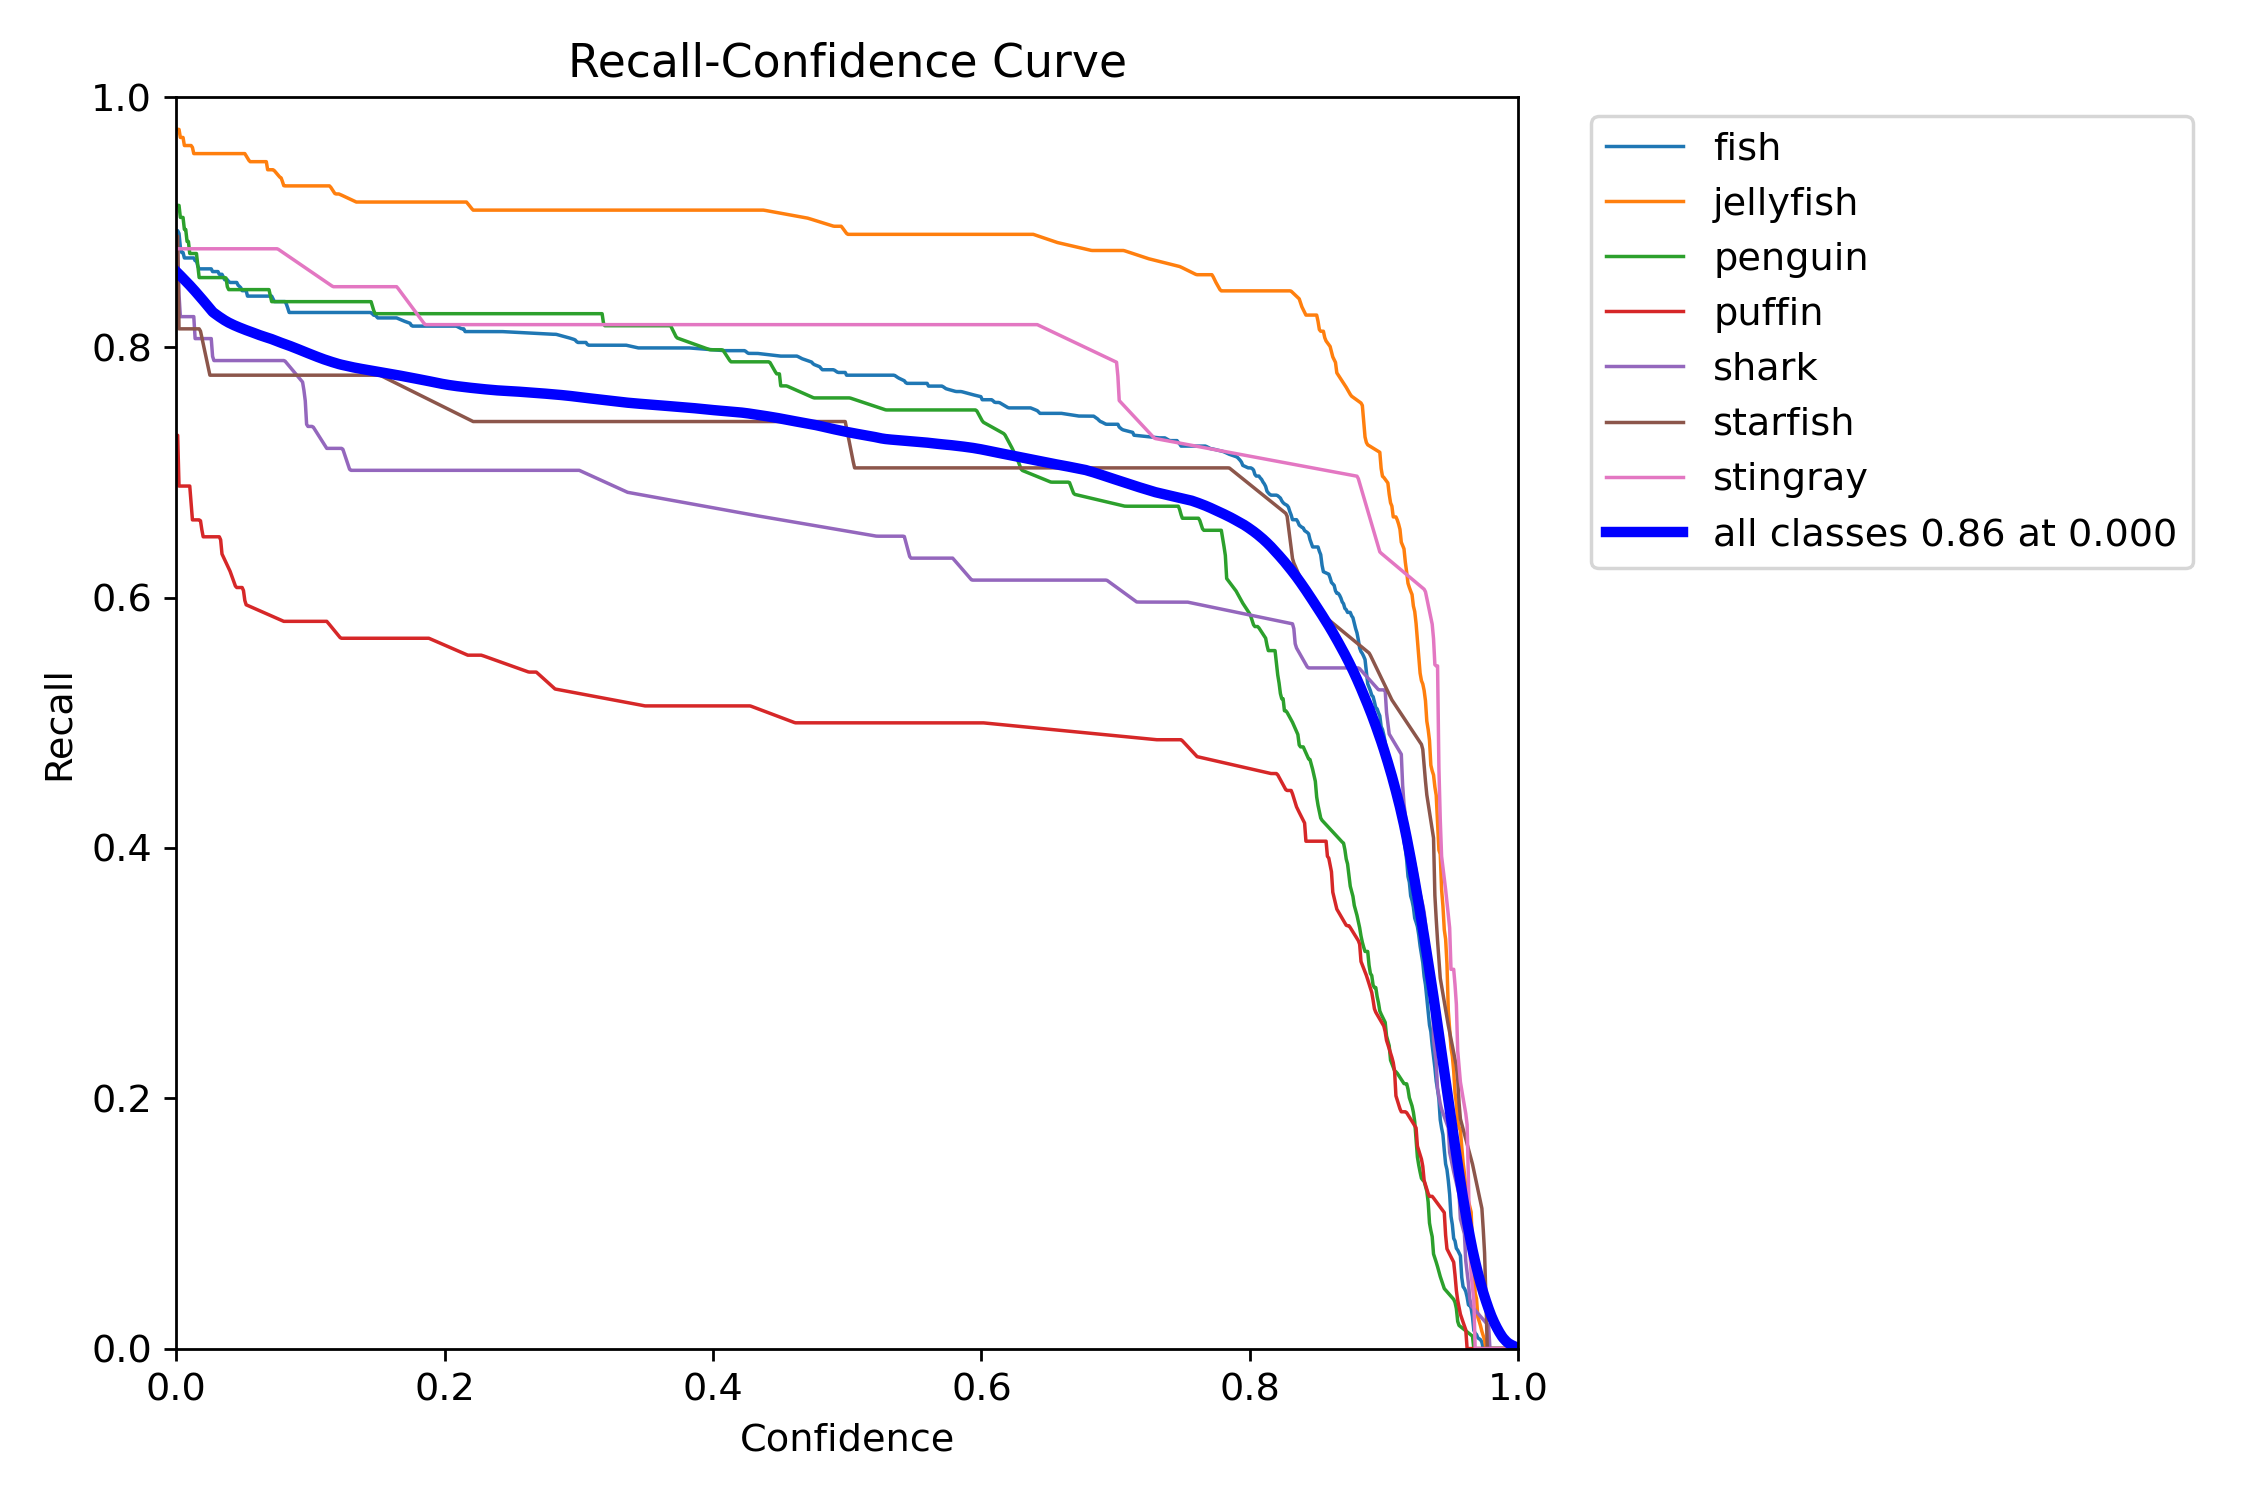 Recall-Confidence Curve
1.0
0.8
0.6
0.4
0.2
0.0
Recall
0.0 0.2 0.4 0.6 0.8 1.0
Confidence
fish
jellyfish
penguin
puffin
shark
starfish
stingray
all classes 0.86 at 0.000